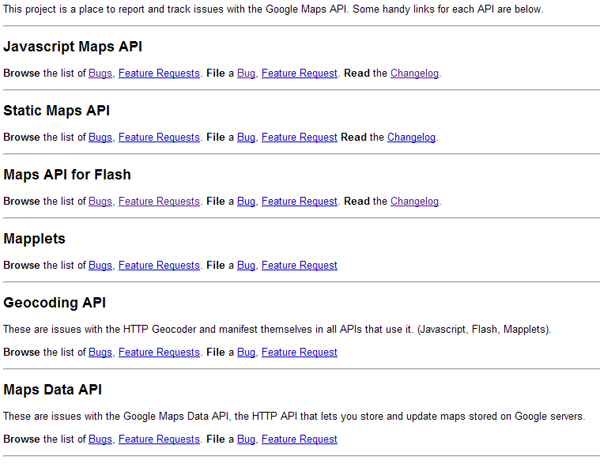 This project is a place to report and track issues with the Google Maps API. Some handy links for each API are below.
Javascript Maps API
Browse the list of Bugs, Feature Requests. File a Bug, Feature Request. Read the Changelog.
Static Maps API
Browse the list of Bugs, Feature Requests. File a Bug, Feature Request Read the Changelog.
Maps API for Flash
Browse the list of Bugs, Feature Requests. File a Bug, Feature Request. Read the Changelog.
Mapplets
Browse the list of Bugs, Feature Requests. File a Bug, Feature Request
Geocoding API
These are issues with the HTTP Geocoder and manifest themselves in all APIs that use it. (Javascript, Flash, Mapplets).
Browse the list of Bugs, Feature Requests. File a Bug, Feature Request
Maps Data API
These are issues with the Google Maps Data API, the HTTP API that lets you store and update maps stored on Google servers.
Browse the list of Bugs, Feature Requests. File a Bug, Feature Request